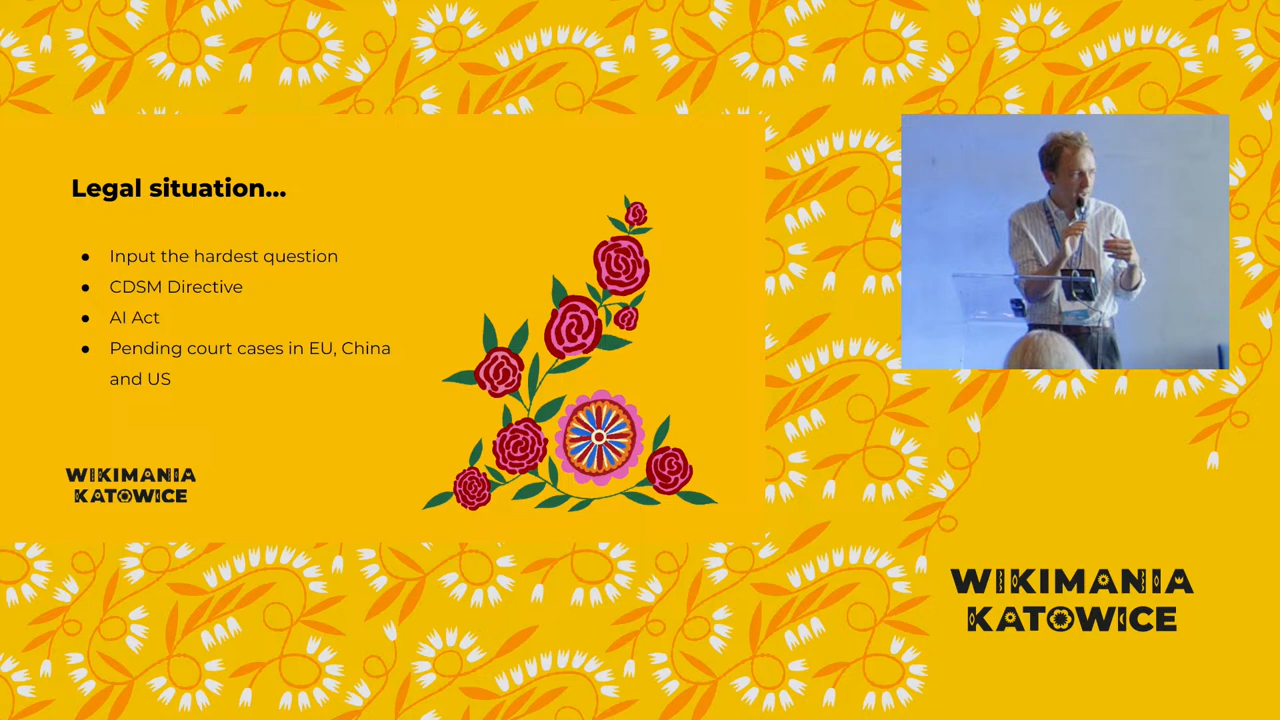 Legal situation...
● Input the hardest question
● CDSM Directive
● AI Act
● Pending court cases in EU, China
and US
WIKIMANIA
KATOWICE
WIKIMANIA
KATOWICE